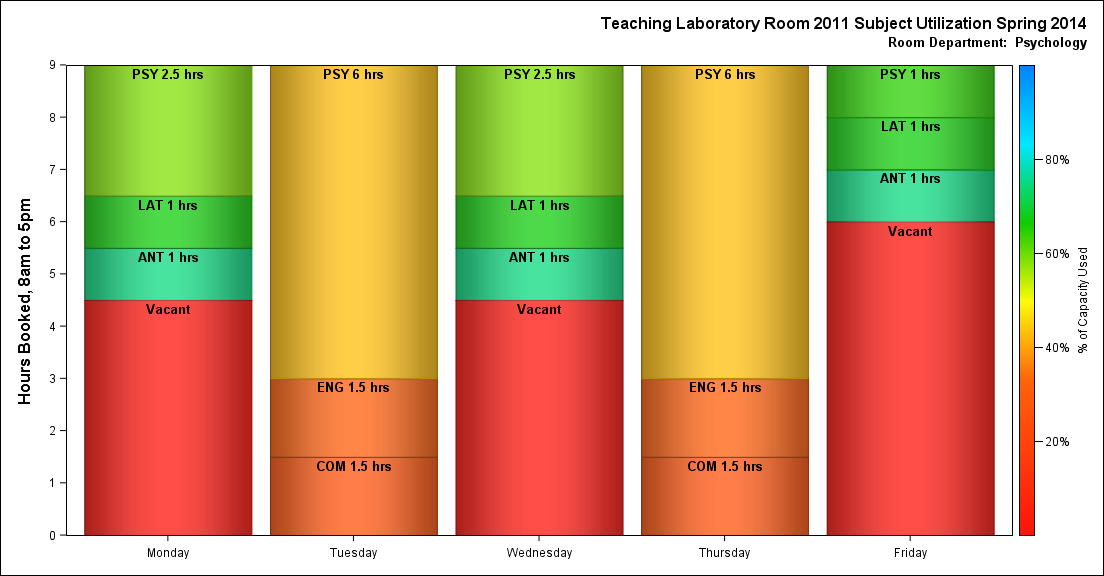 Teaching Laboratory Room 2011 Subject Utilization Spring 2014
Room Department: Psychology
Hours Booked, 8am to 5pm
9
8
7
6
5
4
3
2
1
0
PSY 2.5 hrs
LAT 1 hrs
ANT 1 hrs
Vacant
Monday
PSY 6 hrs
ENG 1.5 hrs
COM 1.5 hrs
Tuesday
PSY 2.5 hrs
LAT 1 hrs
ANT 1 hrs
Vacant
Wednesday
PSY 6 hrs
ENG 1.5 hrs
COM 1.5 hrs
Thursday
PSY 1 hrs
LAT 1 hrs
ANT 1 hrs
Vacant
Friday
80%
60%
40%
20%
% of Capacity Used